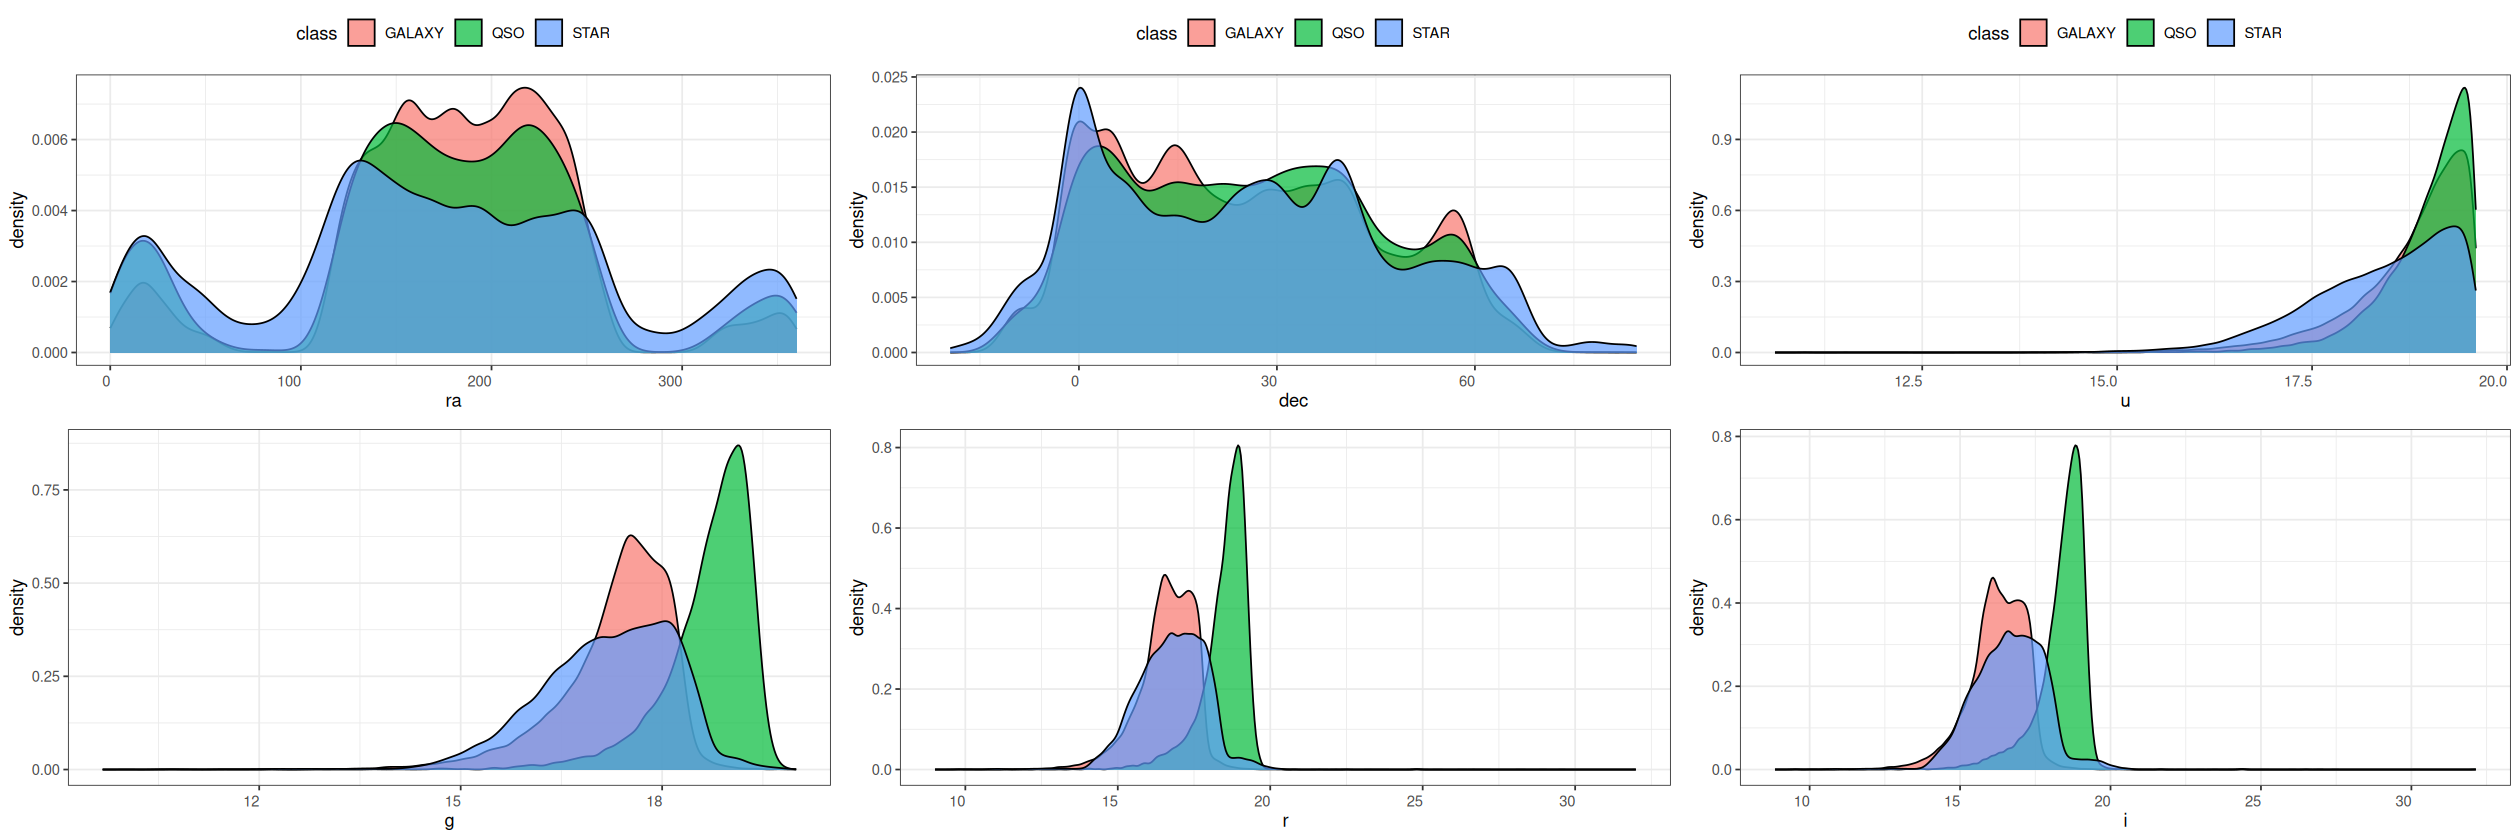 class GALAXY QSO STAR
class GALAXY QSO STAR
class GALAXY QSO STAR
density
0.006
0.004
0.002
0.000
0 100 200 300
ra
density
0.025
0.020
0.015
0.010
0.005
0.000
0 30 60
dec
density
0.9
0.6
0.3
0.0
12.5 15.0 17.5 20.0
u
density
0.75
0.50
0.25
0.00
12 15 18
g
density
0.8
0.6
0.4
0.2
0.0
10 15 20 25 30
r
density
0.8
0.6
0.4
0.2
0.0
10 15 20 25 30
i